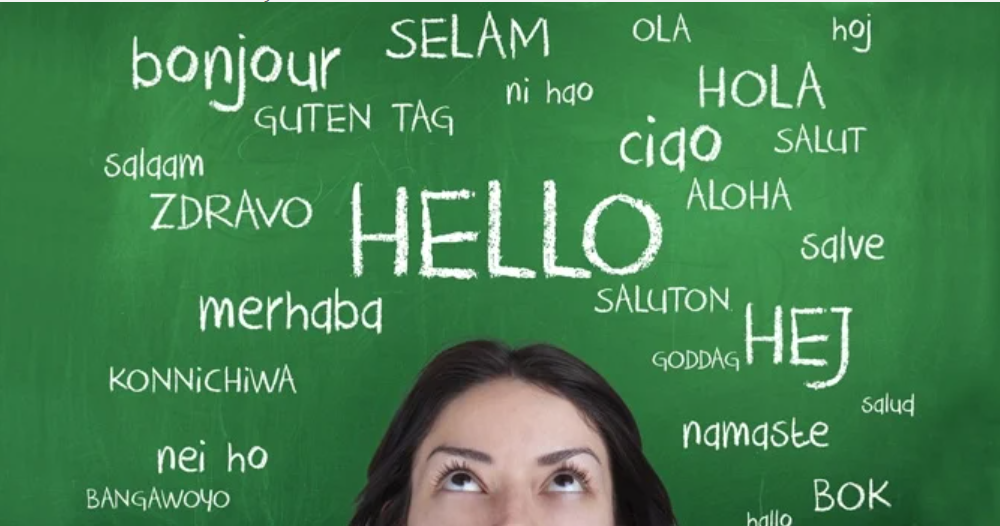 SELAM
OLA
hoj
bonjour
ni hao
HOLA
GUTEN TAG
ciao
SALUT
salaam
ALOHA
ZDRAVO
HELLO
salve
merhaba
SALUTON
HEJ
GODDAG
KONNiCHiWA
salud
namaste
nei ho
BANGAWOYO
BOK
hallo